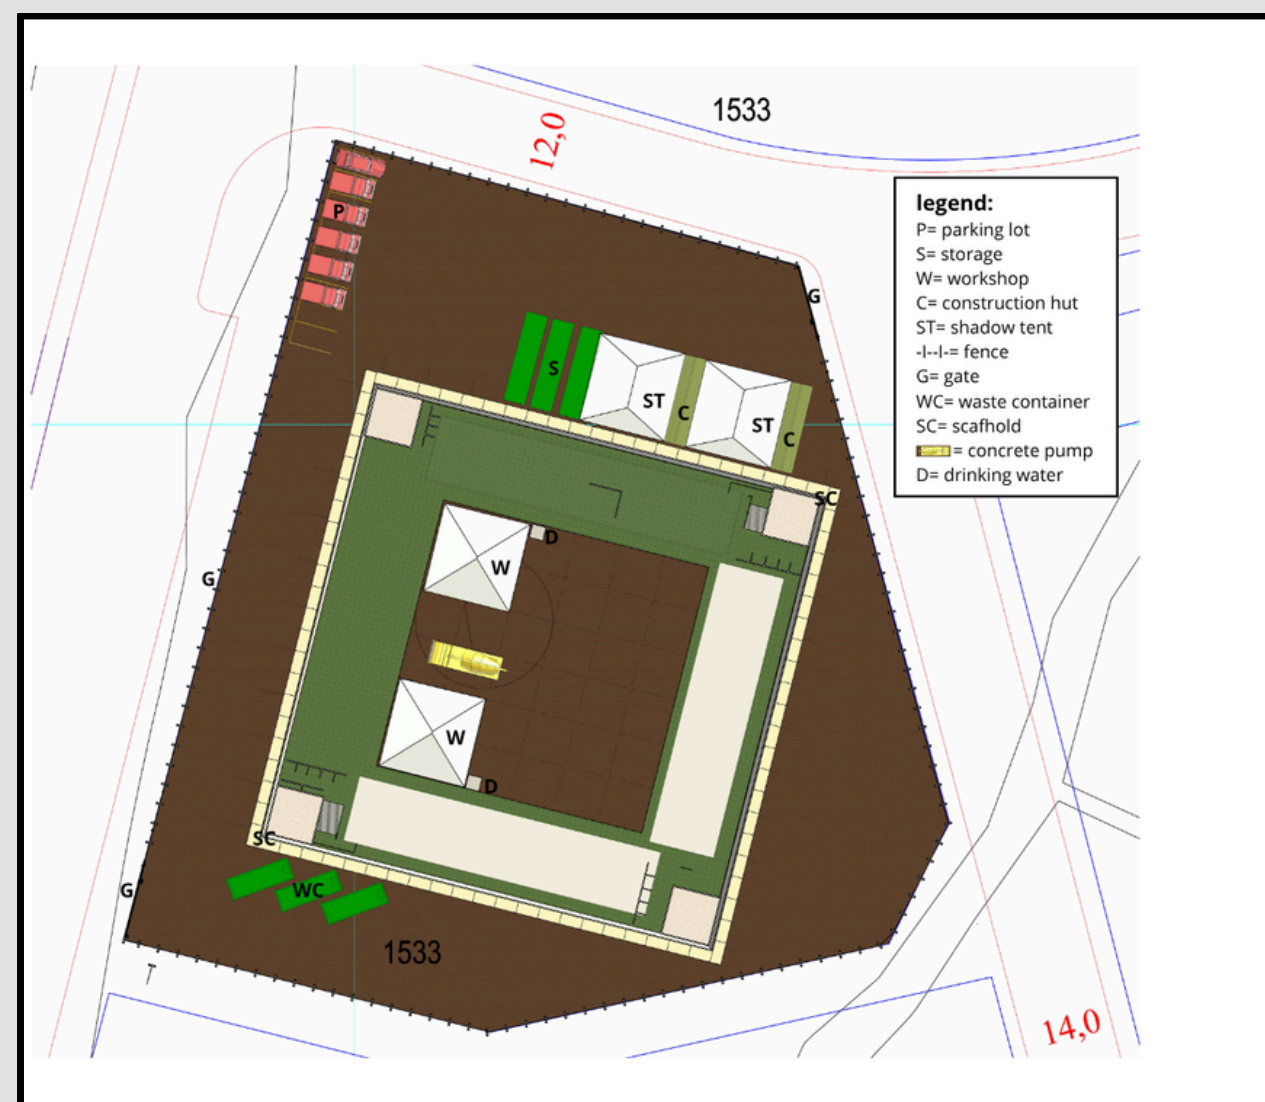 1533
12,0
legend:
P= parking lot
S= storage
W= workshop
C= construction hut
ST= shadow tent
-I--I-= fence
G= gate
WC= waste container
SC= scafhold
= concrete pump
D= drinking water
P
G
S
ST
C
ST
C
SC
D
W
G
W
D
SC
G
WC
1533
T
14,0